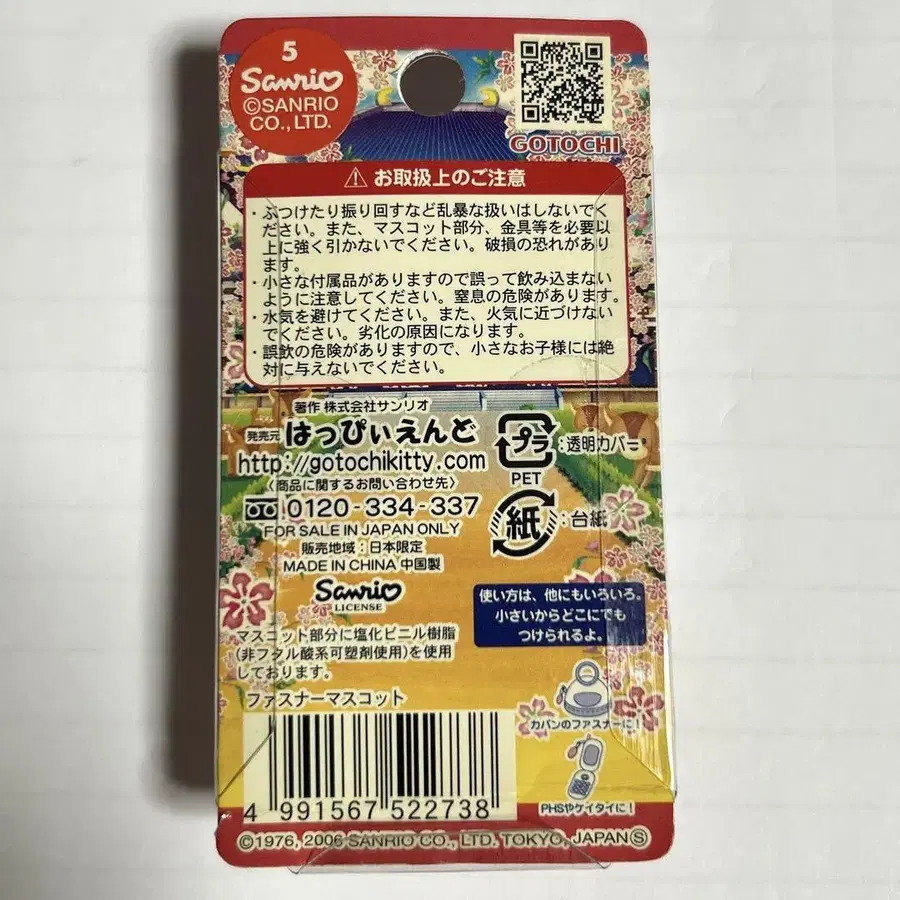 5
Sanrio
©SANRIO
CO.,LTD.
GOTOCHI
⚠ お取扱上のご注意
・ぶつけたり振り回すなど乱暴な扱いはしないでく
ださい。また、マスコット部分、金具等を必要以
上に強く引かないでください。破損の恐れがあり
ます。
・小さな付属品がありますので誤って飲み込まない
ように注意してください。窒息の危険があります。
・水気を避けてください。また、火気に近づけない
でください。劣化の原因になります。
・誤飲の危険がありますので、小さなお子様には絶
対に与えないでください。
著作 株式会社サンリオ
発売元 はっぴぃえんど
http://gotochikitty.com
〈商品に関するお問い合わせ先〉
0120-334-337
FOR SALE IN JAPAN ONLY
販売地域:日本限定
MADE IN CHINA 中国製
Sanrio
LICENSE
プラ:透明カバー
PET
紙:台紙
マスコット部分に塩化ビニル樹脂
(非フタル酸系可塑剤使用)を使用
しております。
ファスナーマスコット
使い方は、他にもいろいろ。
小さいからどこにでも
つけられるよ。
カバンのファスナーに!
PHSやケイタイに!
4 991567 522738
©1976, 2006 SANRIO CO., LTD. TOKYO, JAPAN Ⓢ